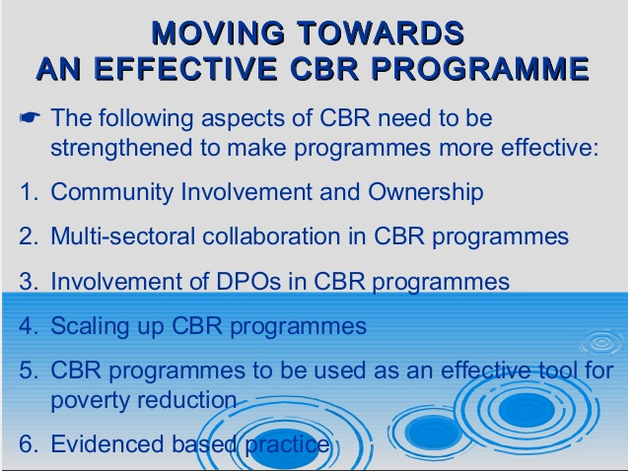 MOVING TOWARDS
AN EFFECTIVE CBR PROGRAMME
☛ The following aspects of CBR need to be
strengthened to make programmes more effective:
1. Community Involvement and Ownership
2. Multi-sectoral collaboration in CBR programmes
3. Involvement of DPOs in CBR programmes
4. Scaling up CBR programmes
5. CBR programmes to be used as an effective tool for
poverty reduction
6. Evidenced based practice